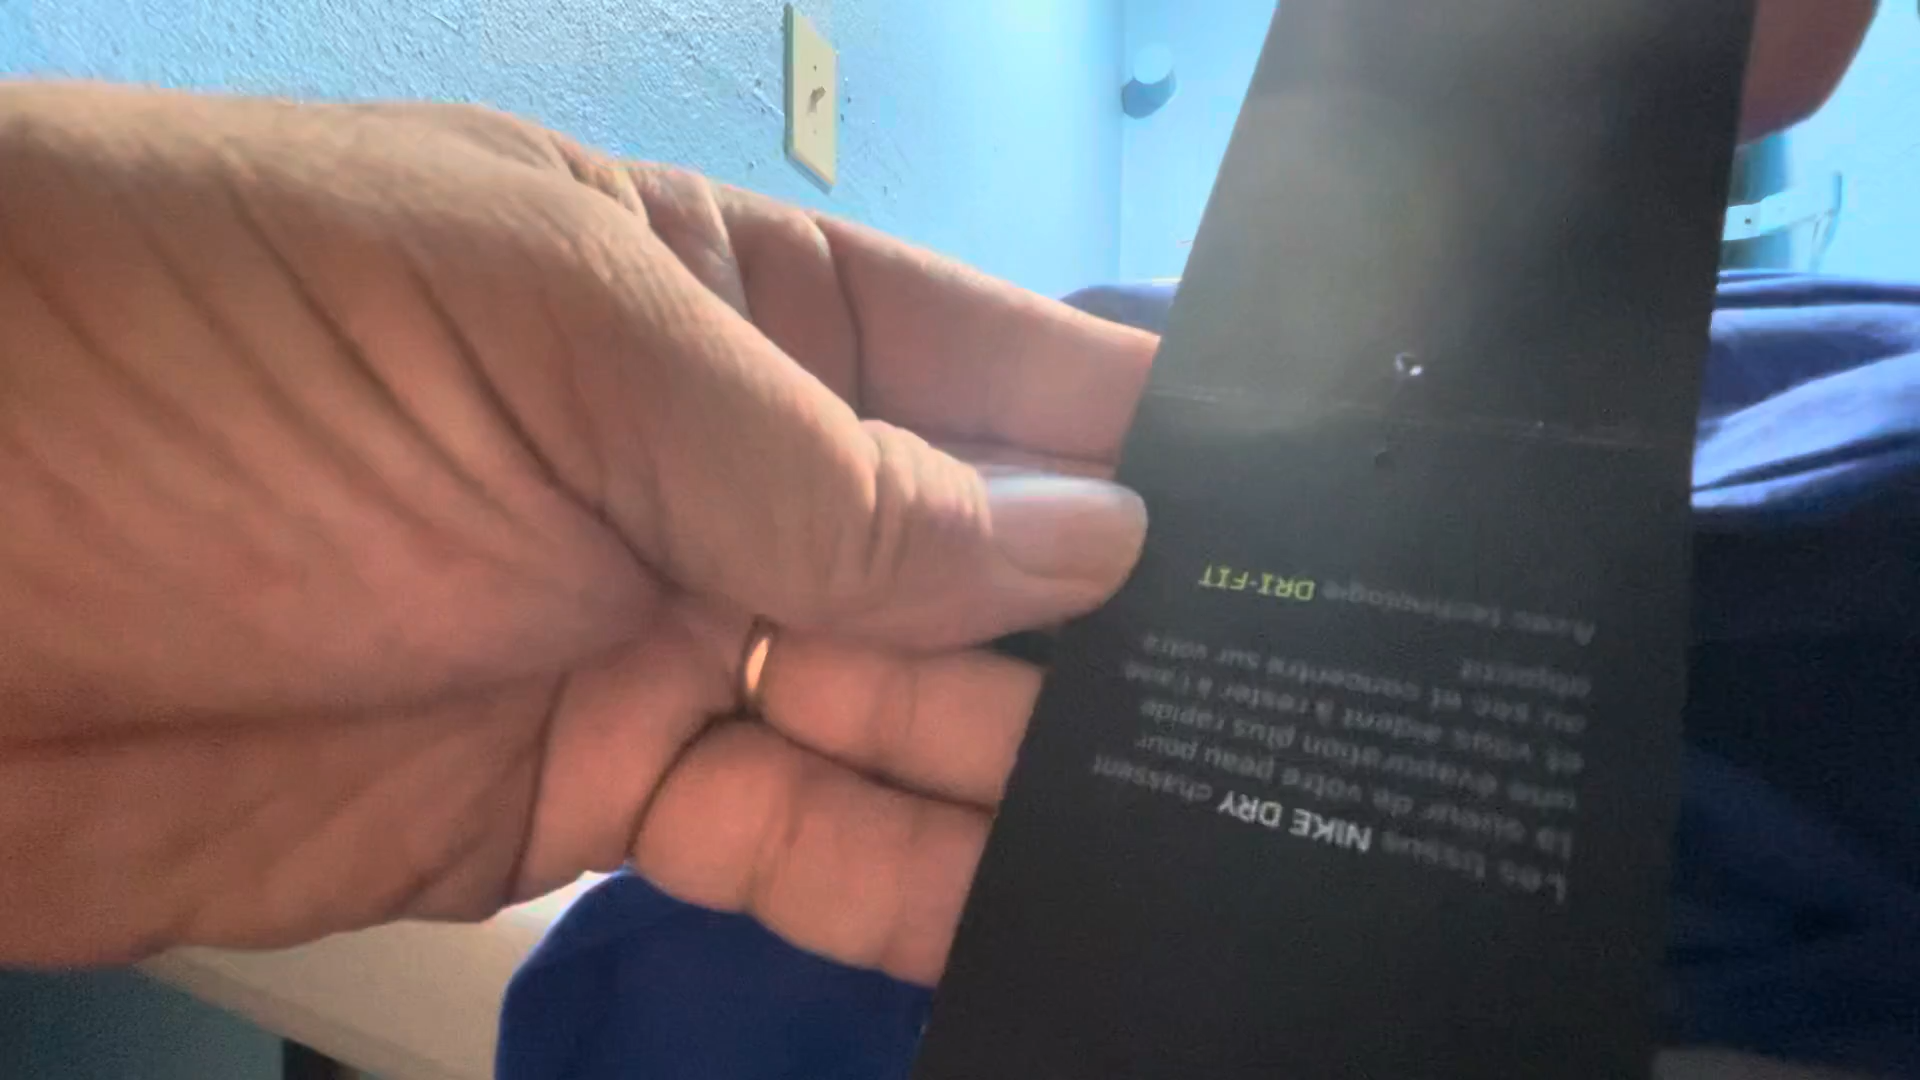 Les tissus NIKE DRY chassent
la sueur de votre peau pour
une évaporation plus rapide
et vous aident à rester à l'aise
au sec et concentré sur votre
objectif
Avec technologie DRI-FIT